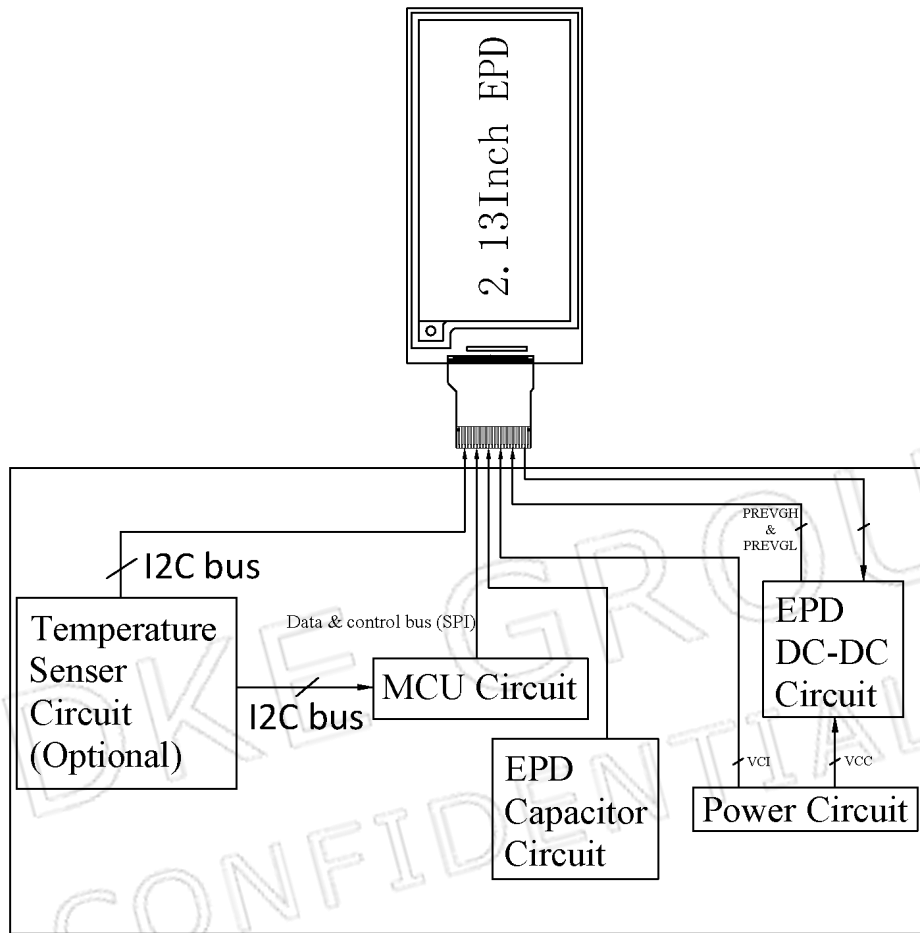 2. 13Inch EPD
PREVGH
&
PREVGL
I2C bus
Temperature
Senser
Circuit
(Optional)
Data & control bus (SPI)
MCU Circuit
I2C bus
EPD
DC-DC
Circuit
EPD
Capacitor
Circuit
VCI
VCC
Power Circuit
DKE GROU
CONFIDENTIAL